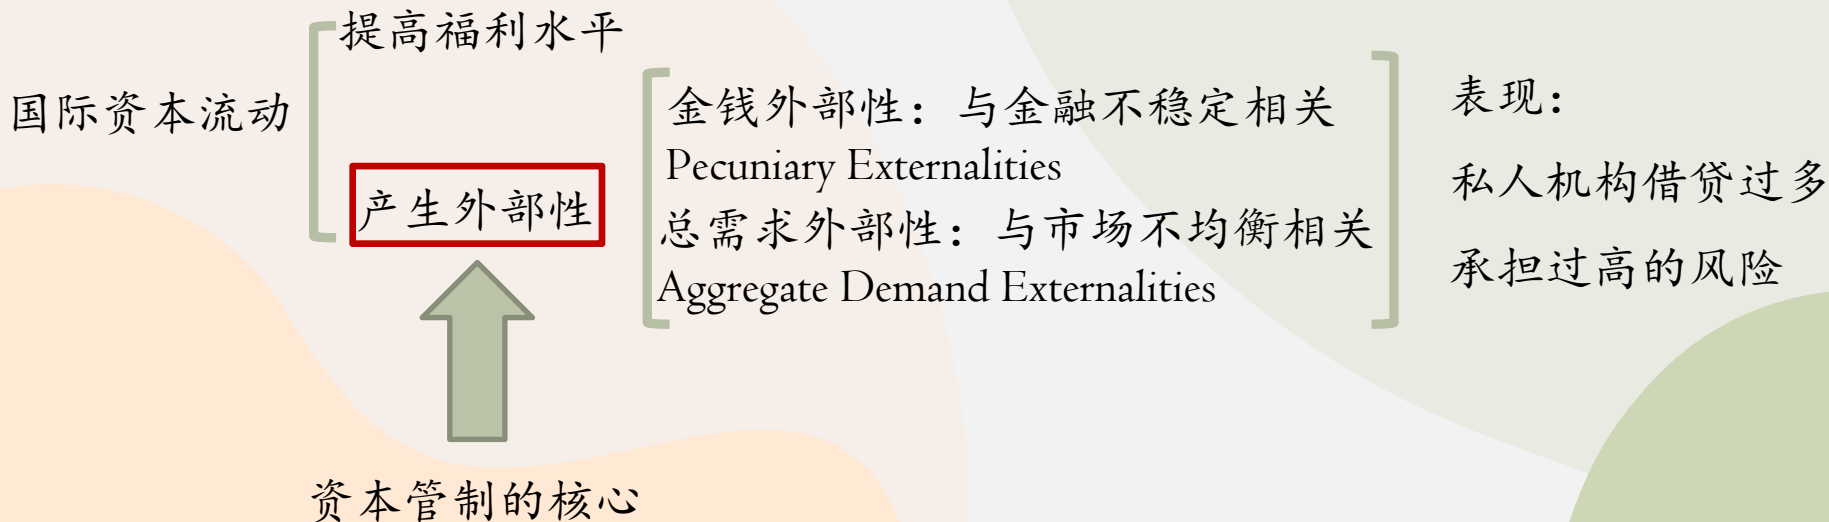 提高福利水平
国际资本流动
产生外部性
金钱外部性：与金融不稳定相关
Pecuniary Externalities
总需求外部性：与市场不均衡相关
Aggregate Demand Externalities
表现：
私人机构借贷过多
承担过高的风险
资本管制的核心